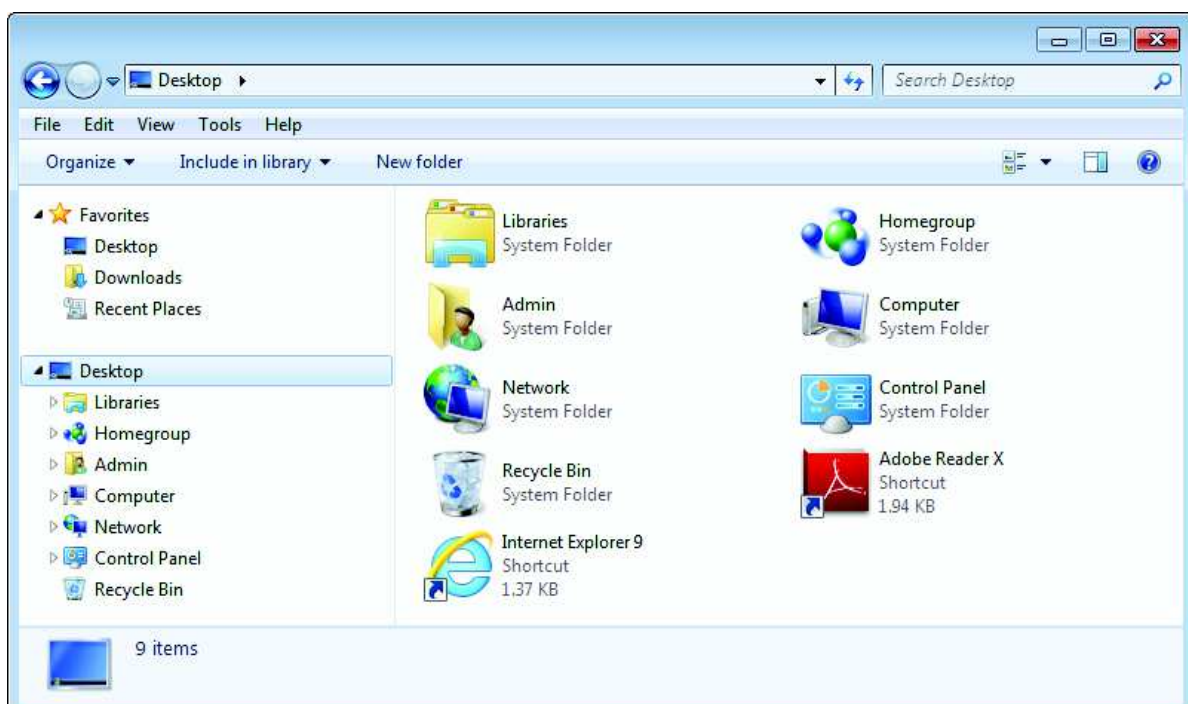 Desktop
Search Desktop
File Edit View Tools Help
Organize Include in library New folder
Favorites
Desktop
Downloads
Recent Places
Desktop
Libraries
Homegroup
Admin
Computer
Network
Control Panel
Recycle Bin
Libraries
System Folder
Homegroup
System Folder
Admin
System Folder
Computer
System Folder
Network
System Folder
Control Panel
System Folder
Recycle Bin
System Folder
Adobe Reader X
Shortcut
1.94 KB
Internet Explorer 9
Shortcut
1.37 KB
9 items